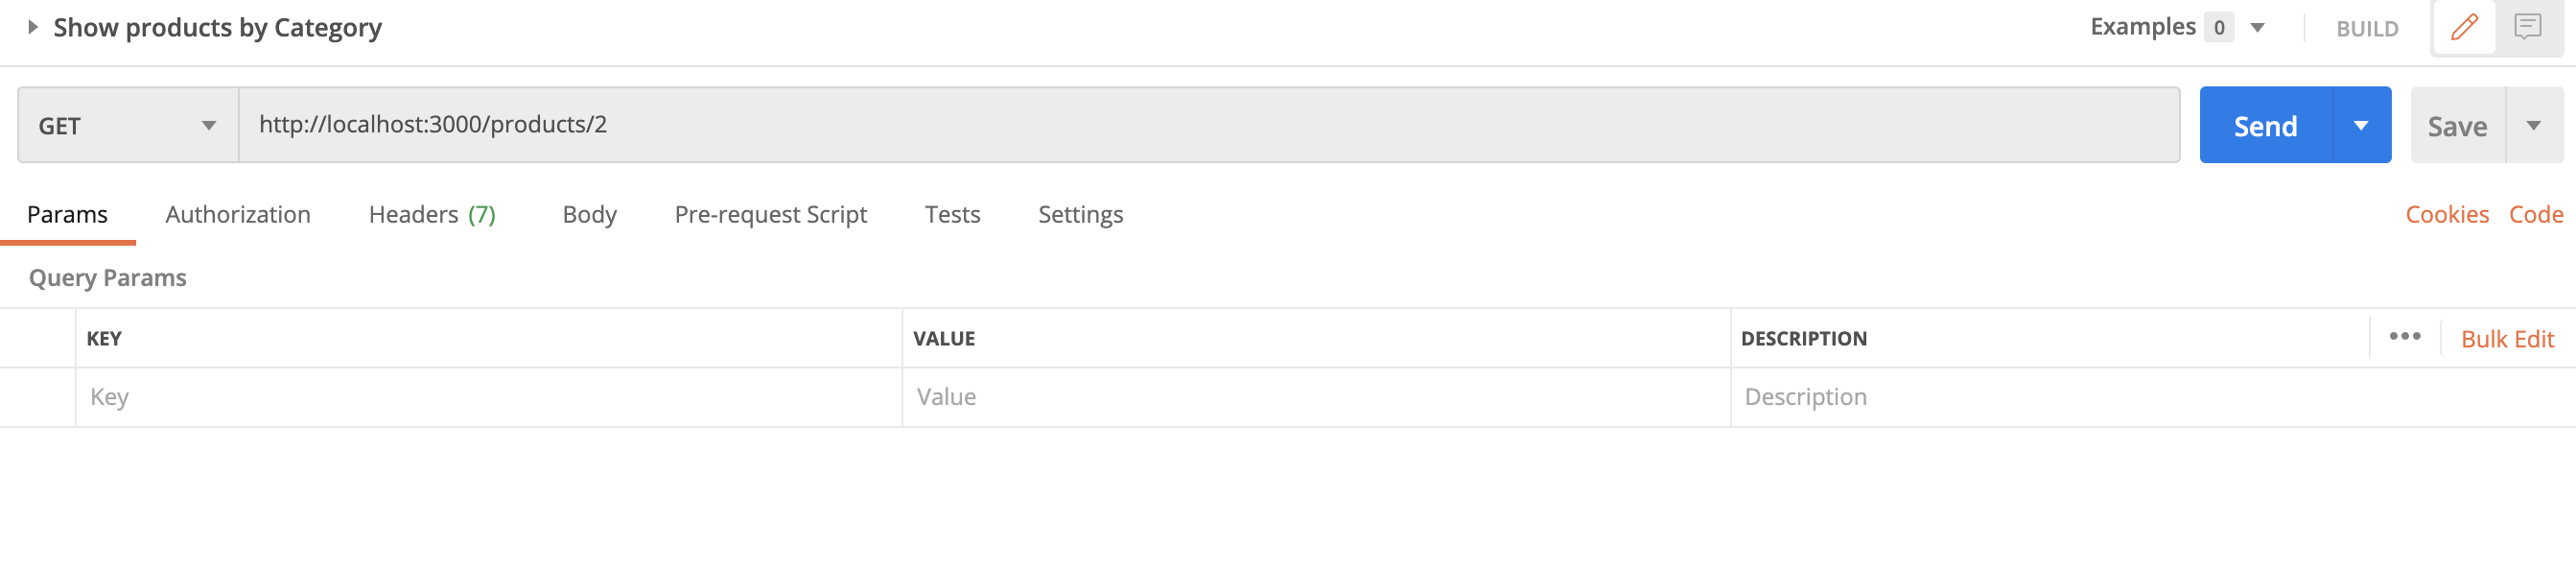 Show products by Category
Examples 0
BUILD
GET
http://localhost:3000/products/2
Send
Save
Params Authorization Headers (7) Body Pre-request Script Tests Settings
Cookies Code
Query Params
KEY VALUE DESCRIPTION
Bulk Edit
Key Value Description